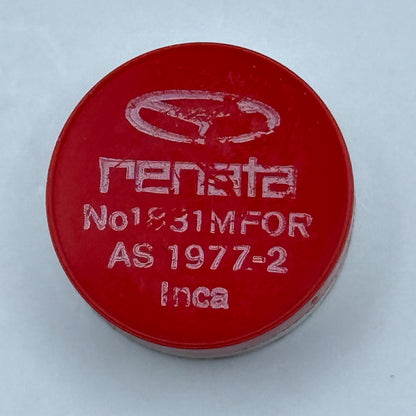 renata
No1831MFOR
AS 1977-2
Inca